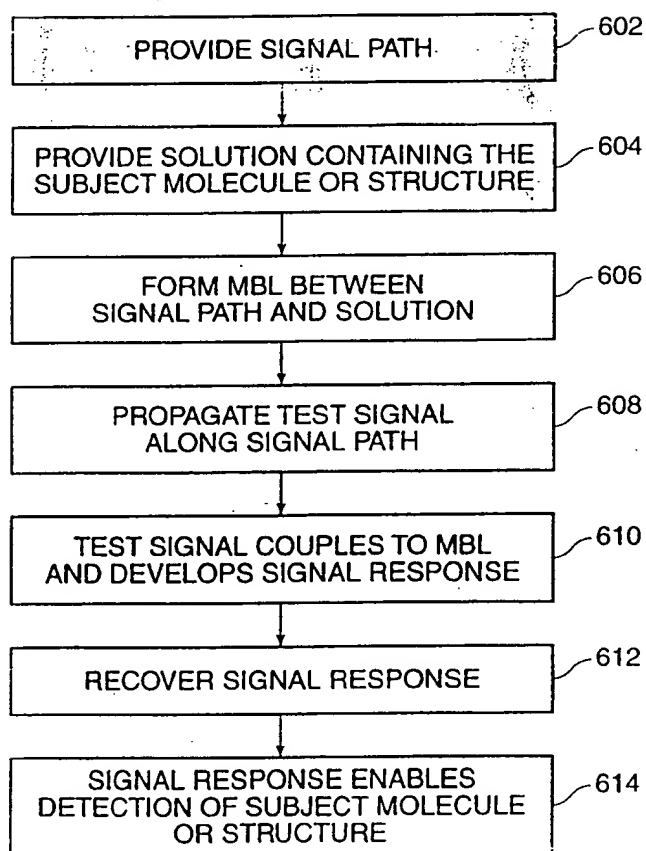 PROVIDE SIGNAL PATH
602
PROVIDE SOLUTION CONTAINING THE
SUBJECT MOLECULE OR STRUCTURE
604
FORM MBL BETWEEN
SIGNAL PATH AND SOLUTION
606
PROPAGATE TEST SIGNAL
ALONG SIGNAL PATH
608
TEST SIGNAL COUPLES TO MBL
AND DEVELOPS SIGNAL RESPONSE
610
RECOVER SIGNAL RESPONSE
612
SIGNAL RESPONSE ENABLES
DETECTION OF SUBJECT MOLECULE
OR STRUCTURE
614